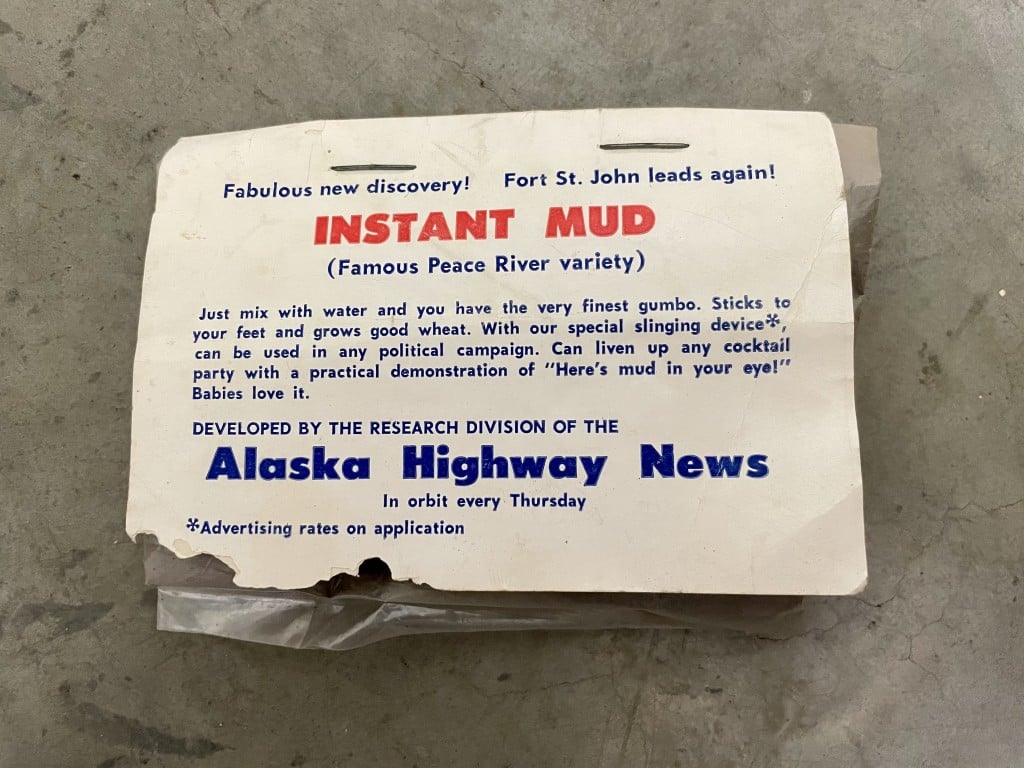 Fabulous new discovery! Fort St. John leads again!
INSTANT MUD
(Famous Peace River variety)
Just mix with water and you have the very finest gumbo. Sticks to
your feet and grows good wheat. With our special slinging device*,
can be used in any political campaign. Can liven up any cocktail
party with a practical demonstration of "Here's mud in your eye!"
Babies love it.
DEVELOPED BY THE RESEARCH DIVISION OF THE
Alaska Highway News
In orbit every Thursday
*Advertising rates on application